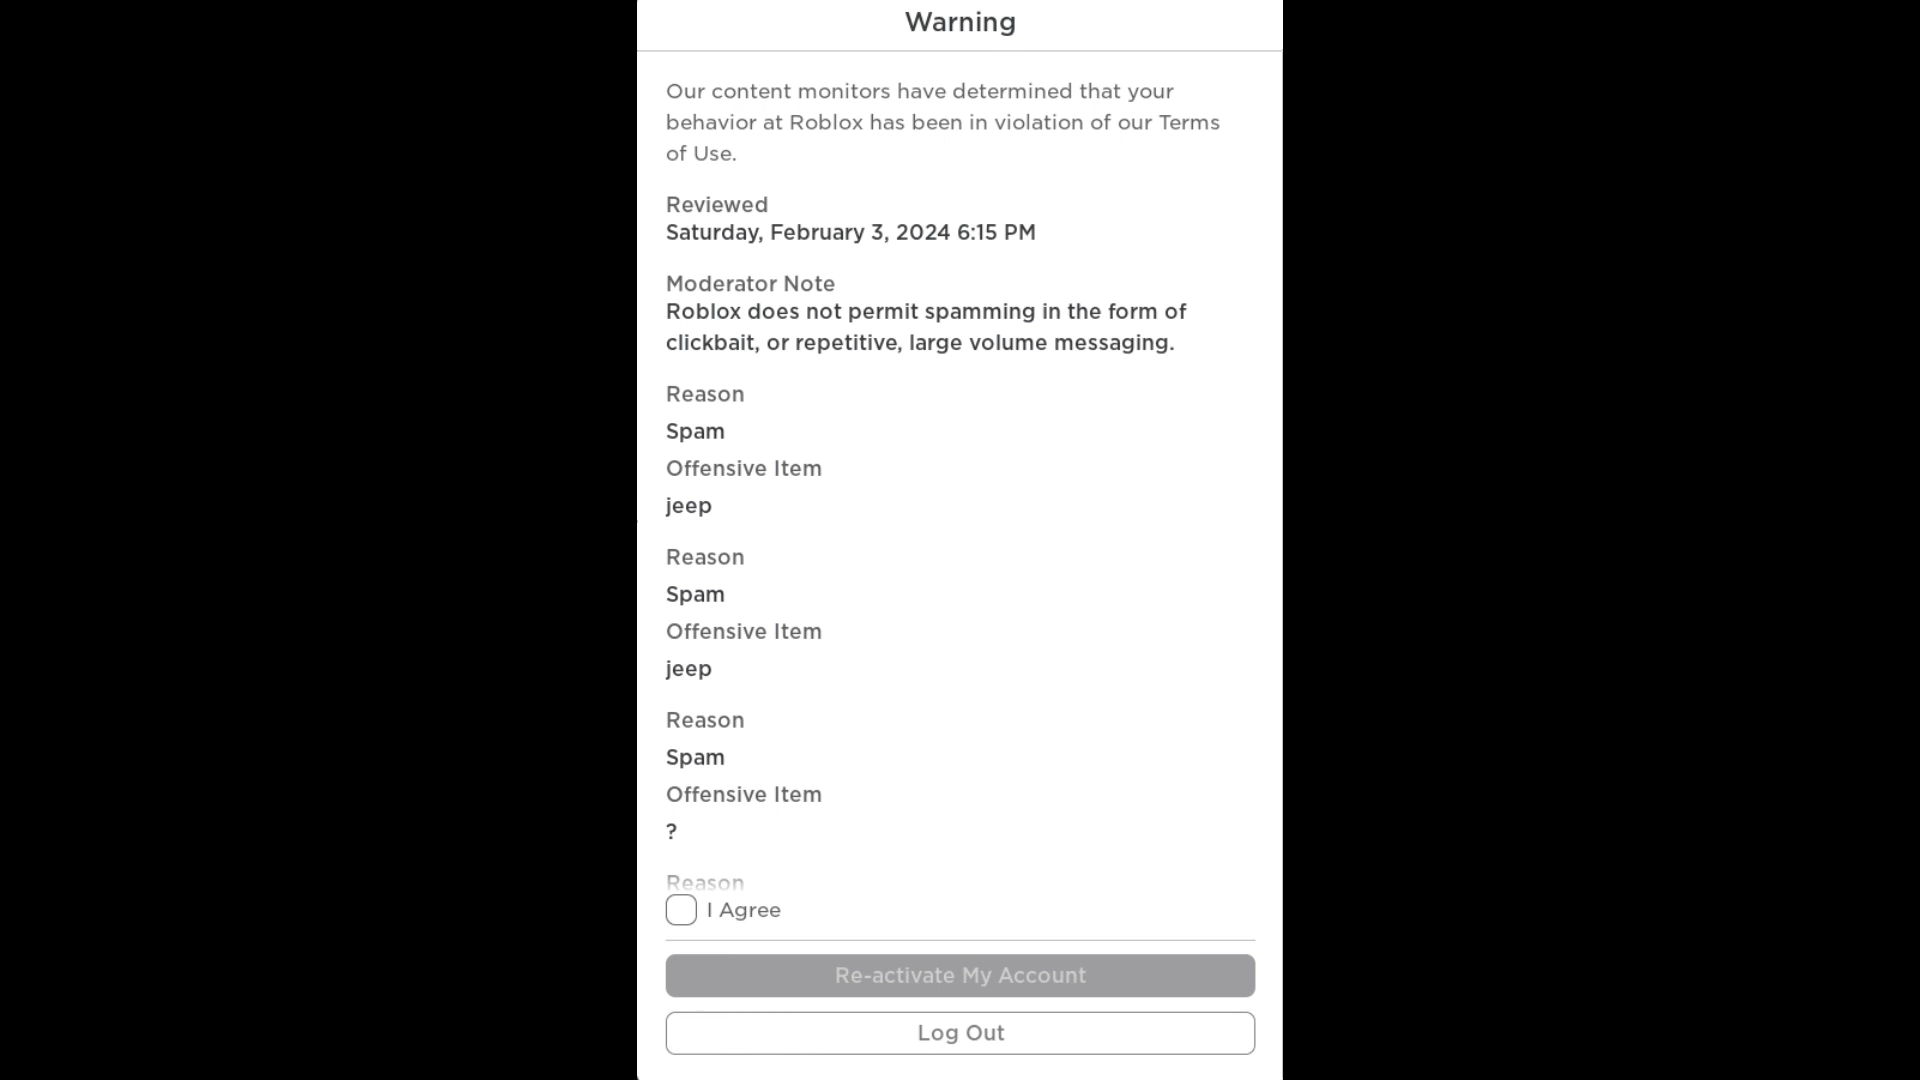 Warning
Our content monitors have determined that your
behavior at Roblox has been in violation of our Terms
of Use.
Reviewed
Saturday, February 3, 2024 6:15 PM
Moderator Note
Roblox does not permit spamming in the form of
clickbait, or repetitive, large volume messaging.
Reason
Spam
Offensive Item
jeep
Reason
Spam
Offensive Item
jeep
Reason
Spam
Offensive Item
?
Reason
I Agree
Re-activate My Account
Log Out